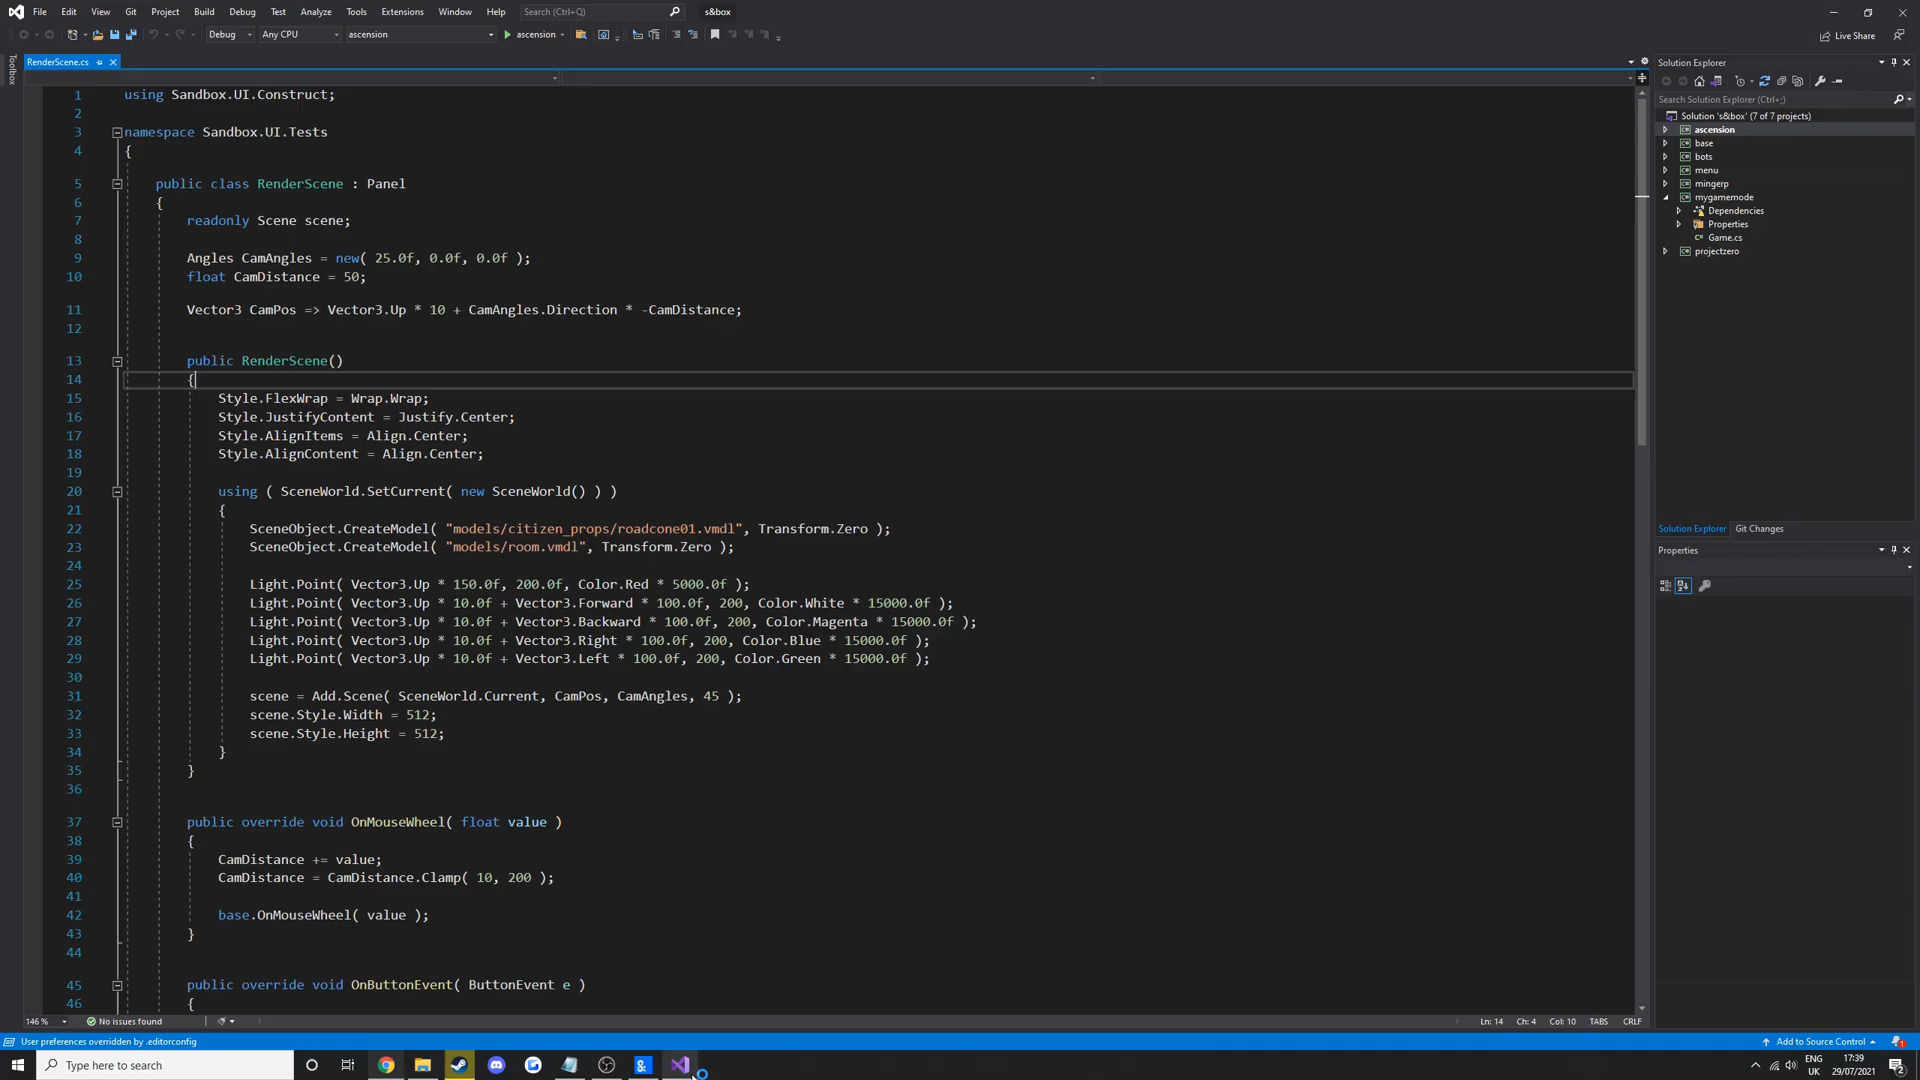 File Edit View Git Project Build Debug Test Analyze Tools Extensions Window Help Search (Ctrl+Q) s&box
Debug Any CPU ascension ascension Live Share
Toolbox
RenderScene.cs
1 using Sandbox.UI.Construct;
2
3 namespace Sandbox.UI.Tests
4 {
5 public class RenderScene : Panel
6 {
7 readonly Scene scene;
8
9 Angles CamAngles = new( 25.0f, 0.0f, 0.0f );
10 float CamDistance = 50;
11 Vector3 CamPos => Vector3.Up * 10 + CamAngles.Direction * -CamDistance;
12
13 public RenderScene()
14 {
15 Style.FlexWrap = Wrap.Wrap;
16 Style.JustifyContent = Justify.Center;
17 Style.AlignItems = Align.Center;
18 Style.AlignContent = Align.Center;
19
20 using ( SceneWorld.SetCurrent( new SceneWorld() ) )
21 {
22 SceneObject.CreateModel( "models/citizen_props/roadcone01.vmdl", Transform.Zero );
23 SceneObject.CreateModel( "models/room.vmdl", Transform.Zero );
24
25 Light.Point( Vector3.Up * 150.0f, 200.0f, Color.Red * 5000.0f );
26 Light.Point( Vector3.Up * 10.0f + Vector3.Forward * 100.0f, 200, Color.White * 15000.0f );
27 Light.Point( Vector3.Up * 10.0f + Vector3.Backward * 100.0f, 200, Color.Magenta * 15000.0f );
28 Light.Point( Vector3.Up * 10.0f + Vector3.Right * 100.0f, 200, Color.Blue * 15000.0f );
29 Light.Point( Vector3.Up * 10.0f + Vector3.Left * 100.0f, 200, Color.Green * 15000.0f );
30
31 scene = Add.Scene( SceneWorld.Current, CamPos, CamAngles, 45 );
32 scene.Style.Width = 512;
33 scene.Style.Height = 512;
34 }
35 }
36
37 public override void OnMouseWheel( float value )
38 {
39 CamDistance += value;
40 CamDistance = CamDistance.Clamp( 10, 200 );
41
42 base.OnMouseWheel( value );
43 }
44
45 public override void OnButtonEvent( ButtonEvent e )
46 {
146 % No issues found Ln: 14 Ch: 4 Col: 10 TABS CRLF
Solution Explorer
Search Solution Explorer (Ctrl+;)
Solution 's&box' (7 of 7 projects)
ascension
base
bots
menu
mingerp
mygamemode
Dependencies
Properties
Game.cs
projectzero
Solution Explorer Git Changes
Properties
User preferences overridden by .editorconfig Add to Source Control 1
Type here to search & ENG UK 17:39 29/07/2021 2